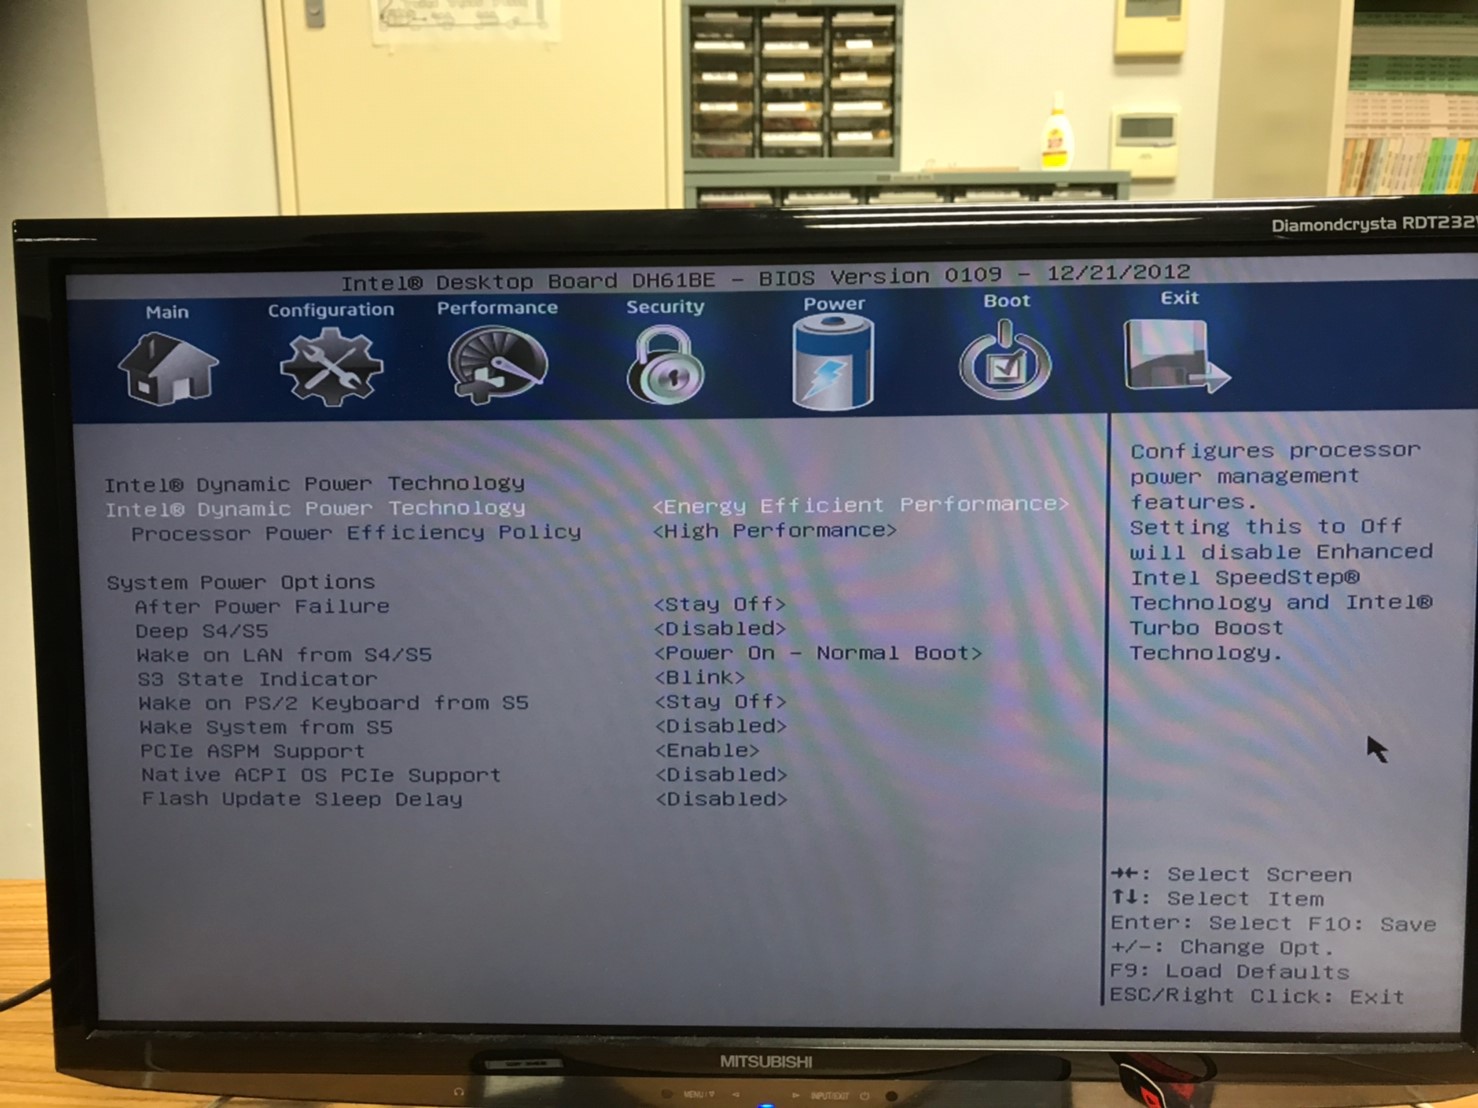 Diamondcrysta RDT232
Intel® Desktop Board DH61BE - BIOS Version 0109 - 12/21/2012
Main Configuration Performance Security Power Boot Exit
Intel® Dynamic Power Technology
Intel® Dynamic Power Technology <Energy Efficient Performance>
Processor Power Efficiency Policy <High Performance>
System Power Options
After Power Failure <Stay Off>
Deep S4/S5 <Disabled>
Wake on LAN from S4/S5 <Power On - Normal Boot>
S3 State Indicator <Blink>
Wake on PS/2 Keyboard from S5 <Stay Off>
Wake System from S5 <Disabled>
PCIe ASPM Support <Enable>
Native ACPI OS PCIe Support <Disabled>
Flash Update Sleep Delay <Disabled>
Configures processor
power management
features.
Setting this to Off
will disable Enhanced
Intel SpeedStep®
Technology and Intel®
Turbo Boost
Technology.
→←: Select Screen
↑↓: Select Item
Enter: Select F10: Save
+/-: Change Opt.
F9: Load Defaults
ESC/Right Click: Exit
MITSUBISHI
MENU INPUT/EXIT